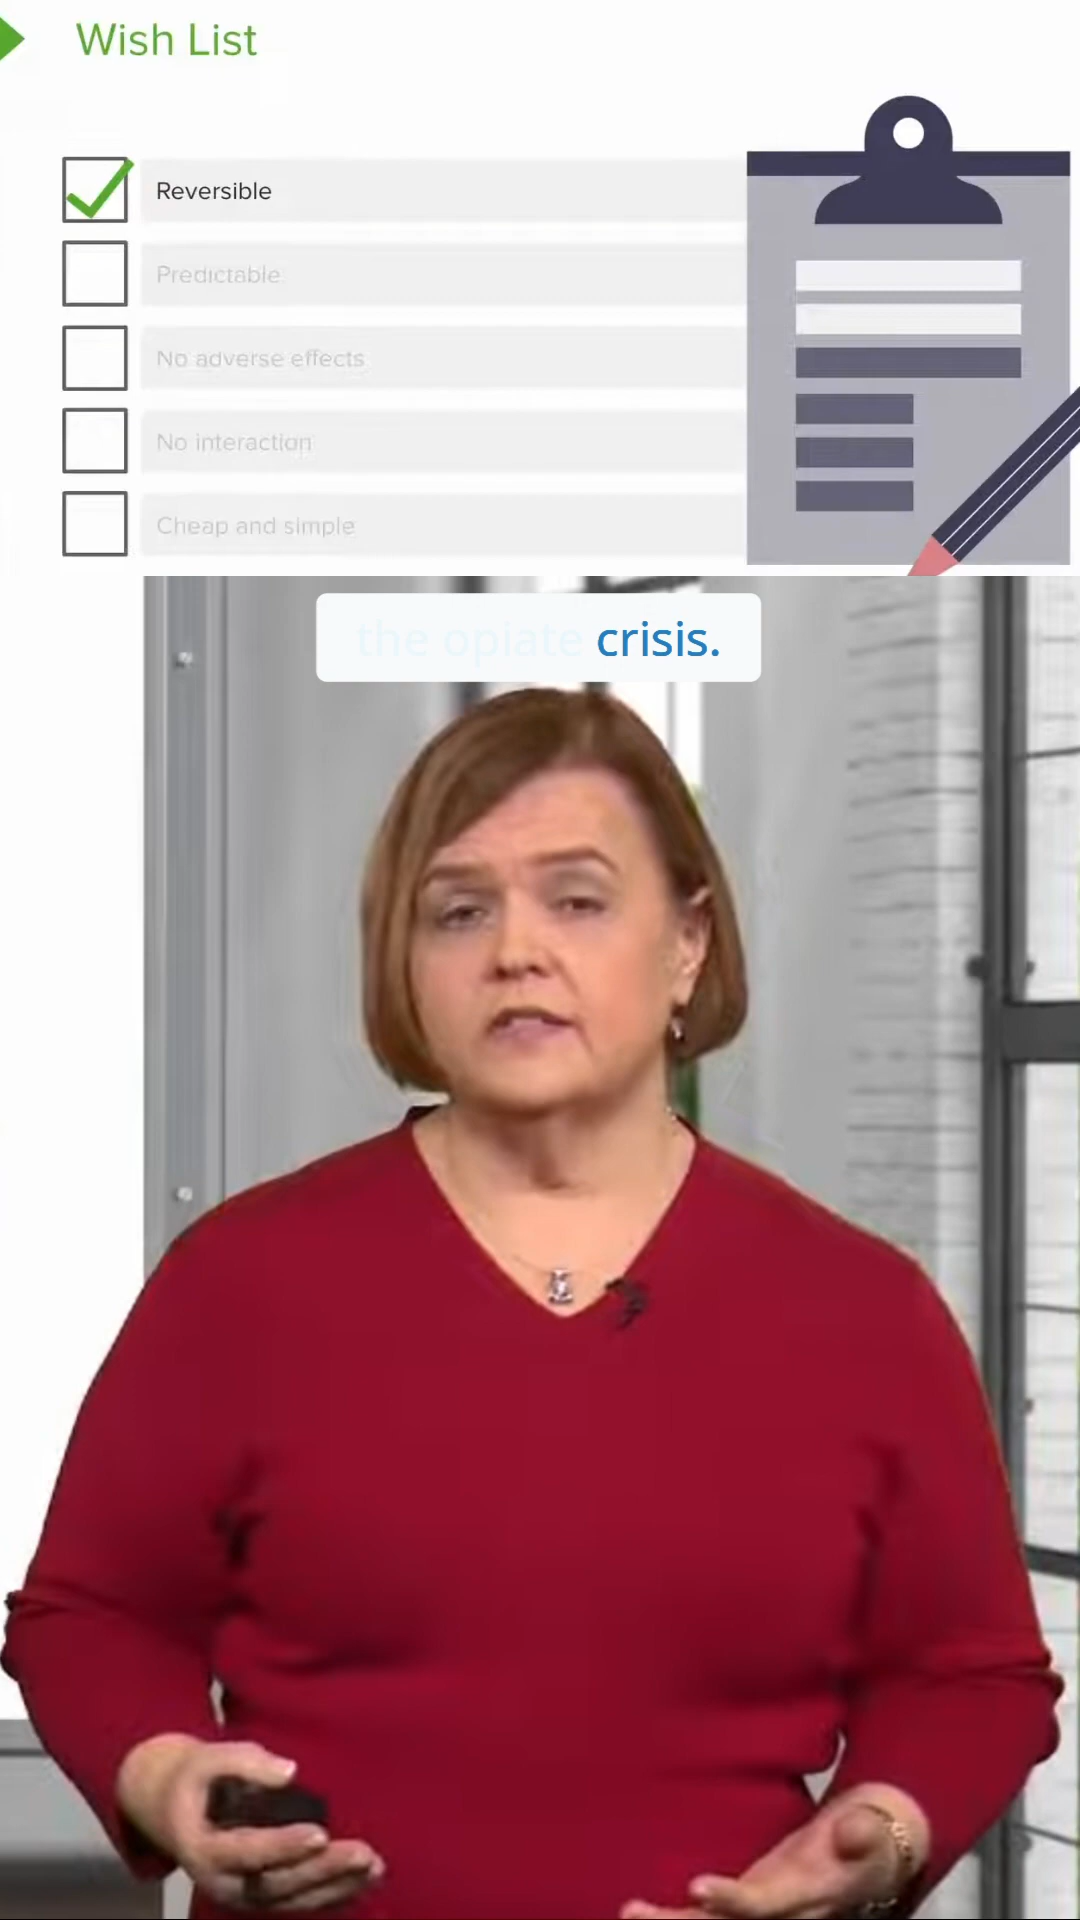 Wish List
Reversible
Predictable
No adverse effects
No interaction
Cheap and simple
the opiate crisis.